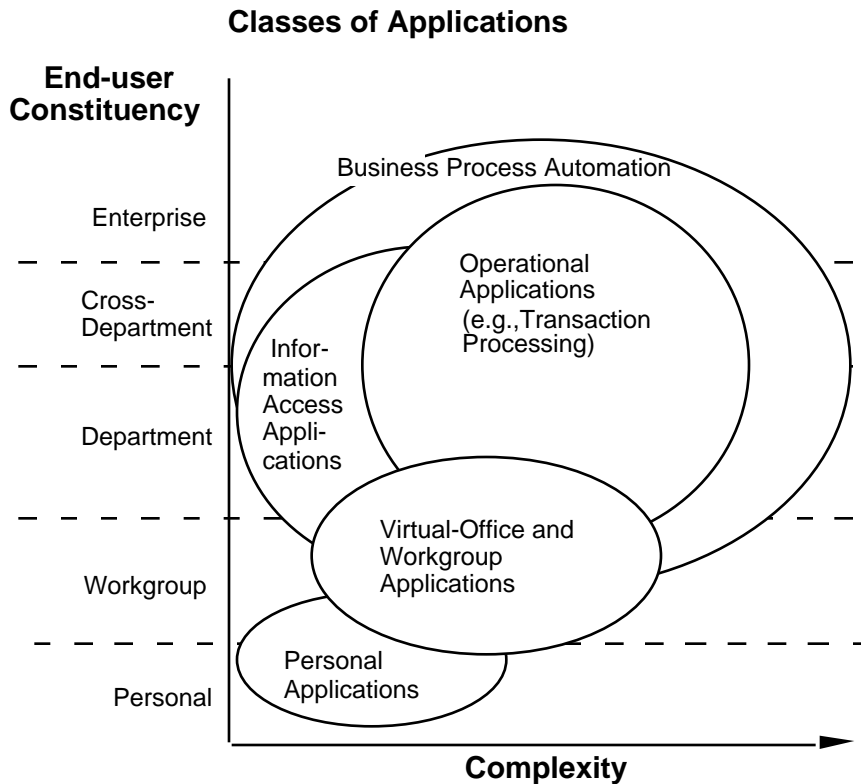 Classes of Applications
End-user
Constituency
Business Process Automation
Enterprise
Operational
Applications
(e.g.,Transaction
Processing)
Cross-
Department
Infor-
mation
Access
Appli-
cations
Department
Virtual-Office and
Workgroup
Applications
Workgroup
Personal
Applications
Personal
Complexity